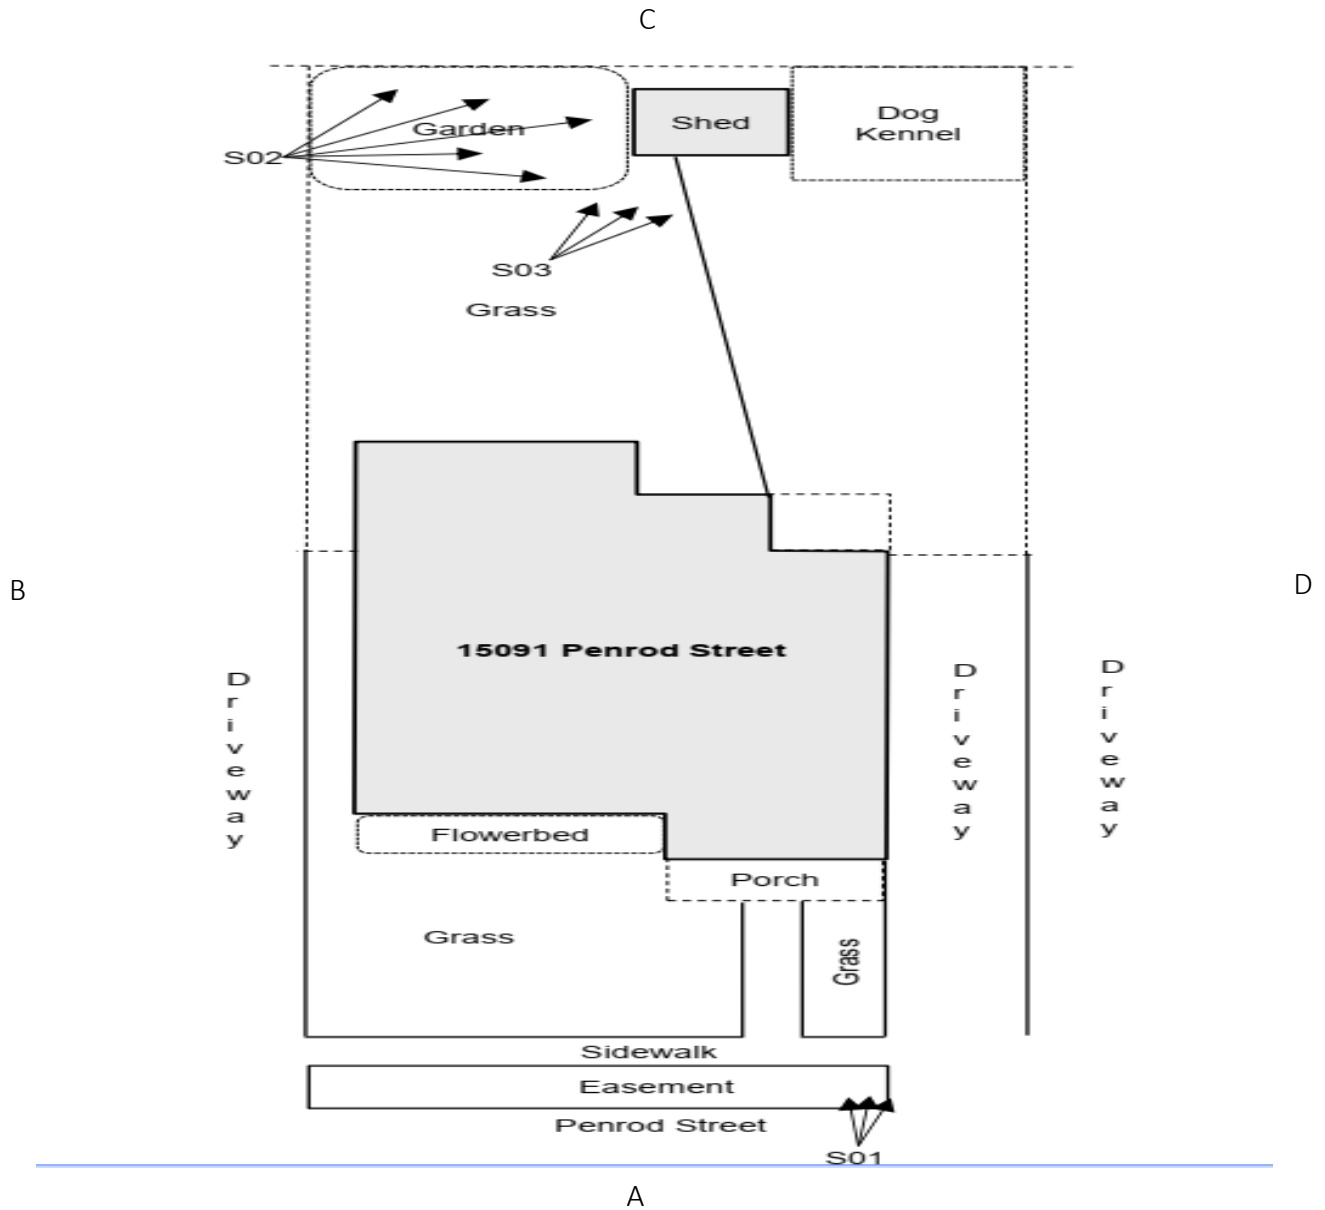 C
Garden
Shed
Dog
Kennel
S02
S03
Grass
B
D
15091 Penrod Street
Driveway
Driveway
Driveway
Flowerbed
Porch
Grass
Grass
Sidewalk
Easement
Penrod Street
S01
A